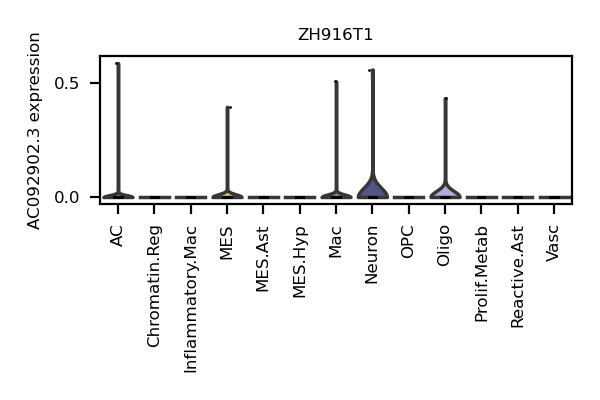 ZH916T1
AC092902.3 expression
0.5
0.0
AC
Chromatin.Reg
Inflammatory.Mac
MES
MES.Ast
MES.Hyp
Mac
Neuron
OPC
Oligo
Prolif.Metab
Reactive.Ast
Vasc